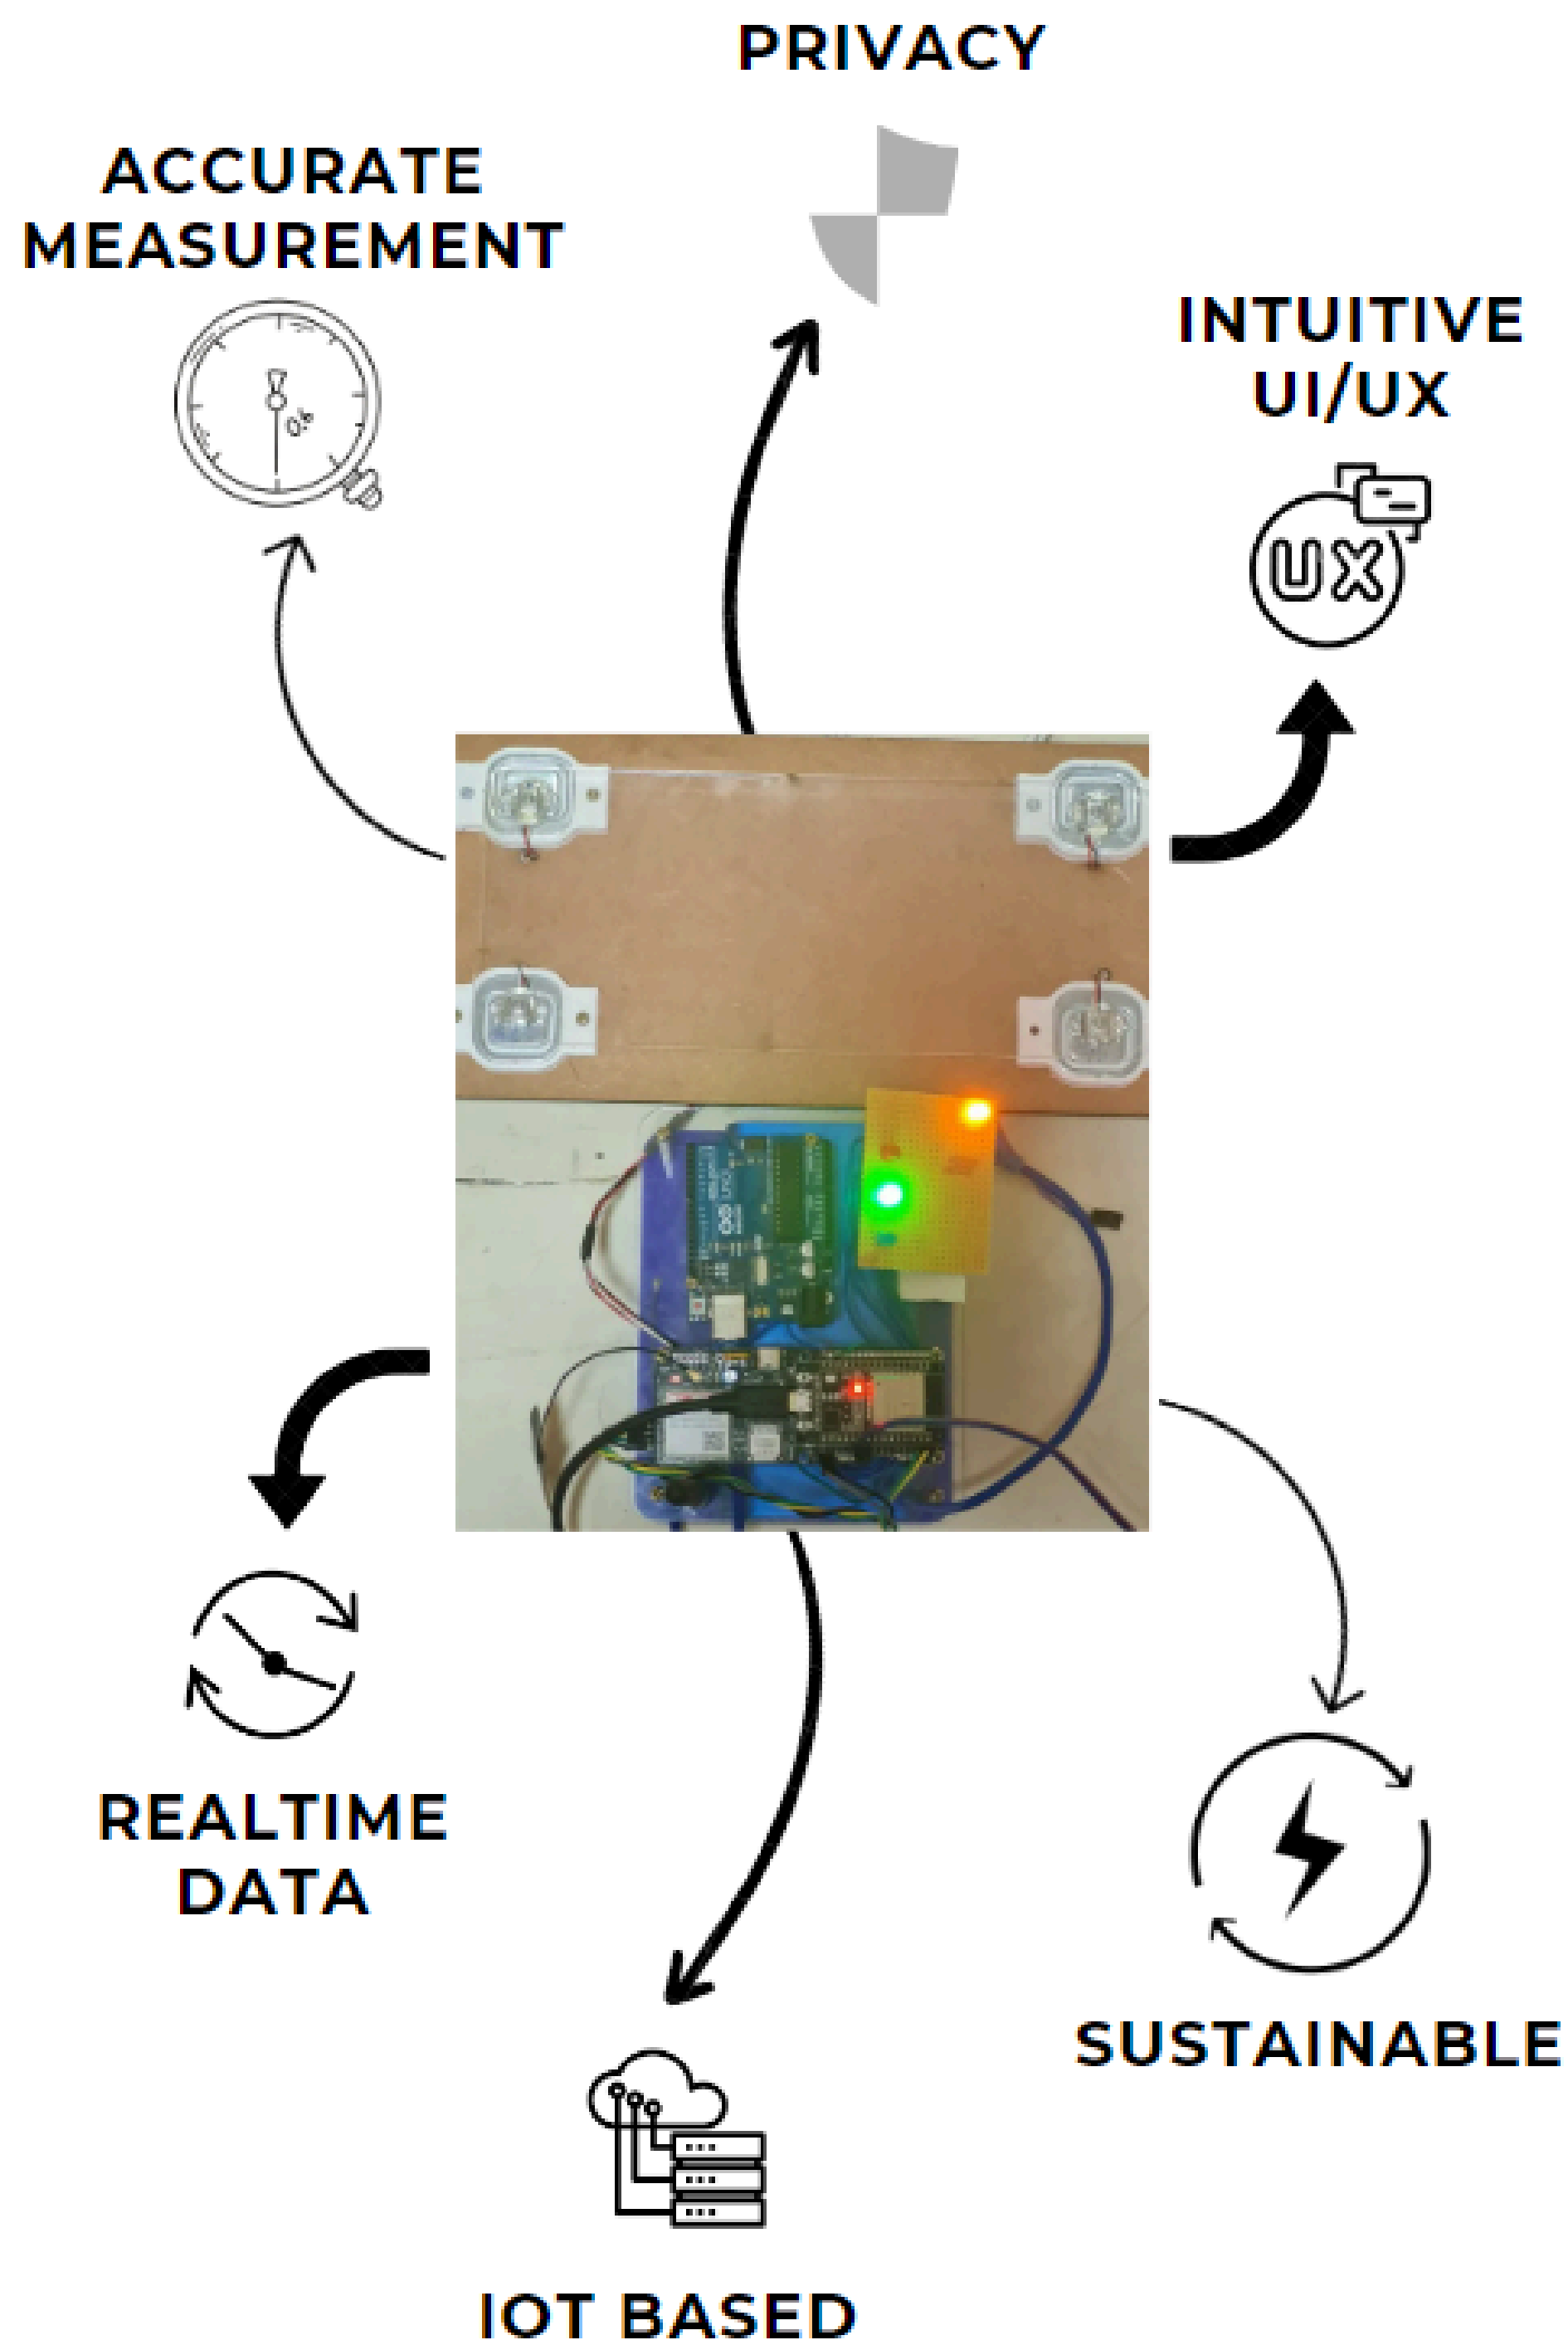 PRIVACY
ACCURATE
MEASUREMENT
INTUITIVE
UI/UX
UX
REALTIME
DATA
SUSTAINABLE
IOT BASED